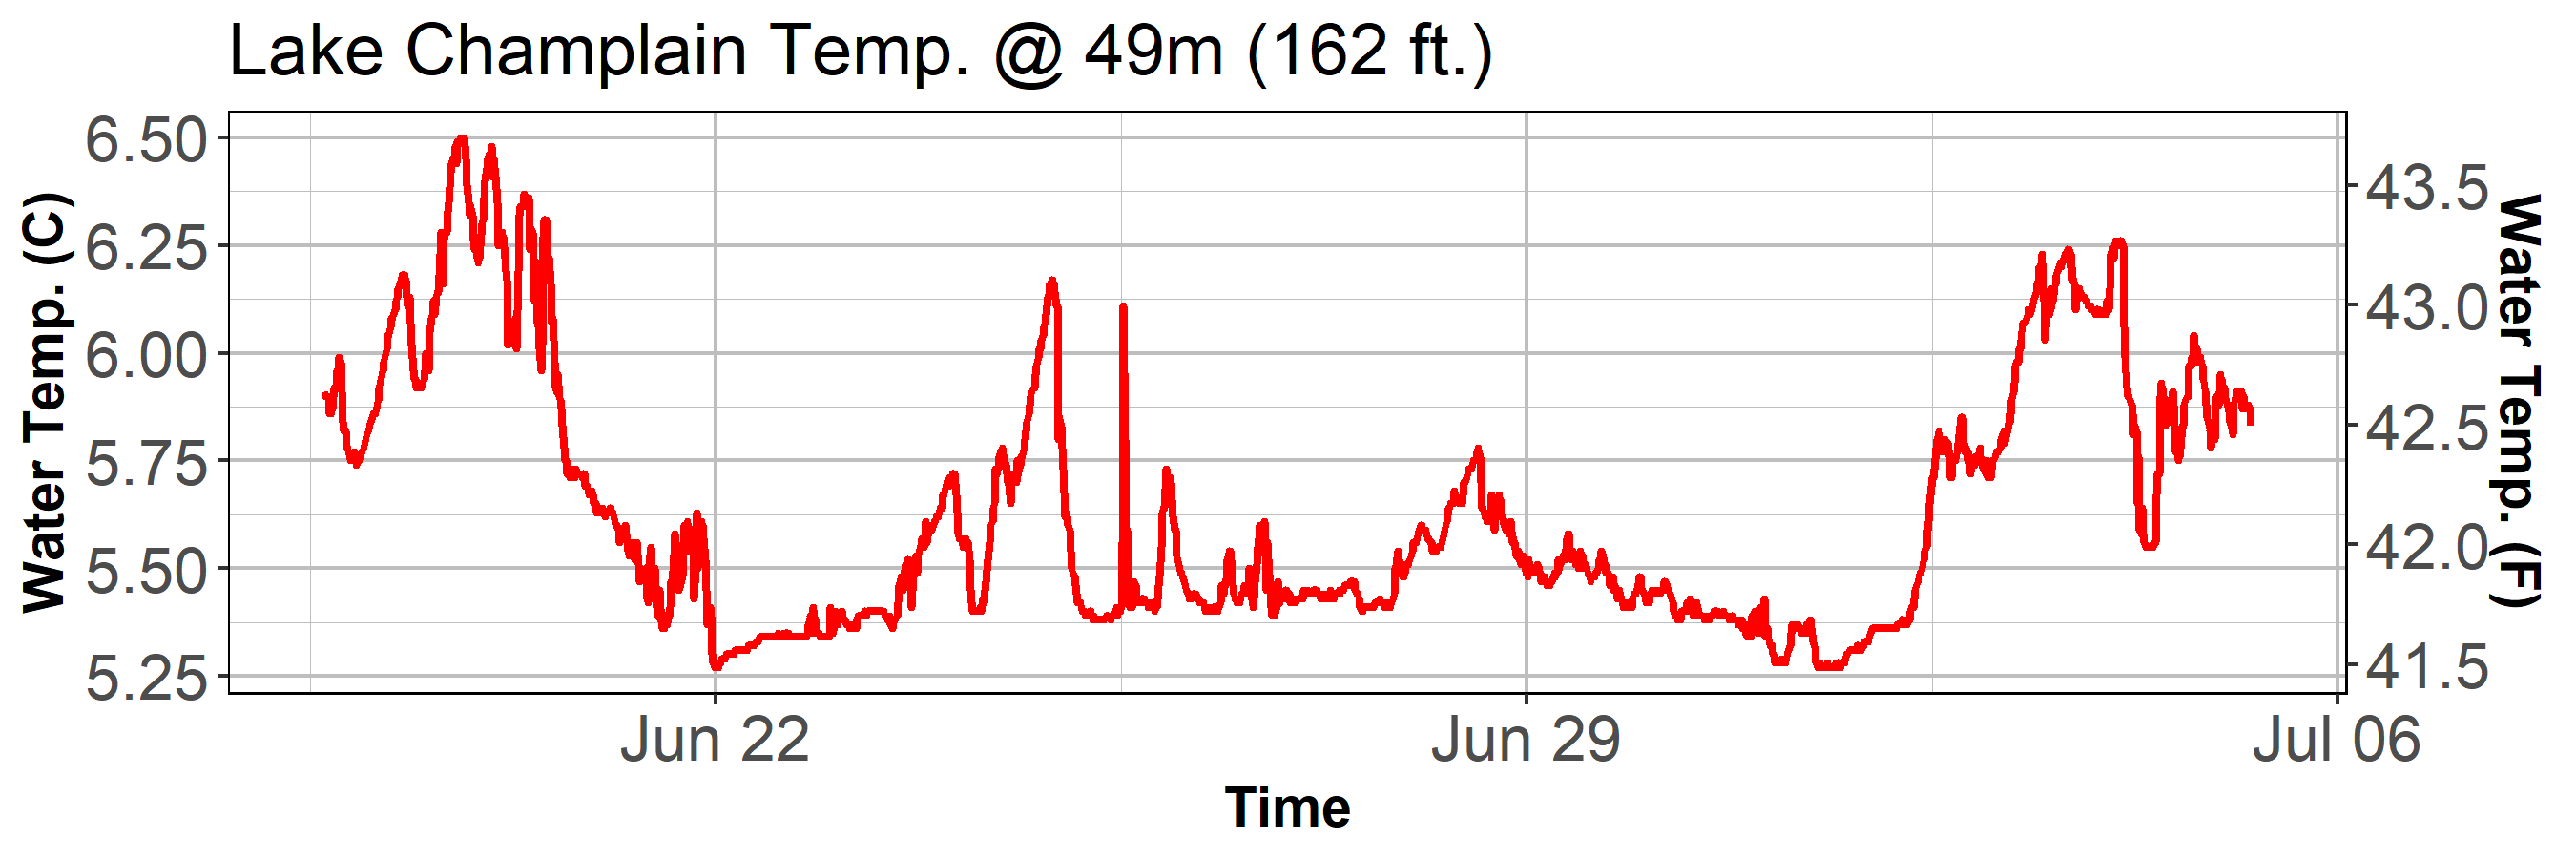 Lake Champlain Temp. @ 49m (162 ft.)
Water Temp. (C)
6.50
6.25
6.00
5.75
5.50
5.25
43.5
43.0
42.5
42.0
41.5
Water Temp. (F)
Jun 22
Jun 29
Jul 06
Time